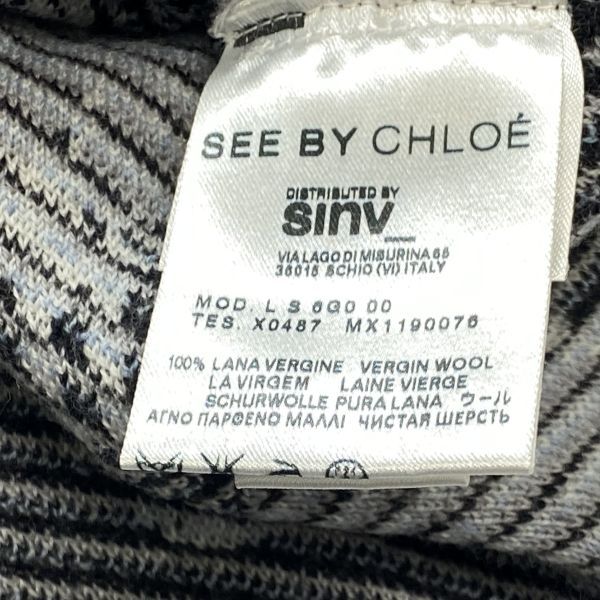 SEE BY CHLOÉ
DISTRIBUTED BY
sinv
VIA LAGO DI MISURINA 65
36015 SCHIO (VI) ITALY
MOD. L S 6G0 00
TES. X0487 MX1190076
100% LANA VERGINE VERGIN WOOL
LA VIRGEM LAINE VIERGE
SCHURWOLLE PURA LANA ウール
ΑΓΝΟ ΠΑΡΘΕΝΟ ΜΑΛΛΙ ЧИСТАЯ ШЕРСТЬ